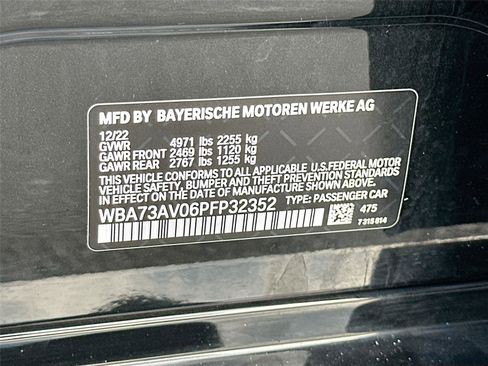 MFD BY BAYERISCHE MOTOREN WERKE AG
12/22
GVWR 4971 lbs 2255 kg
GAWR FRONT 2469 lbs 1120 kg
GAWR REAR 2767 lbs 1255 kg
THIS VEHICLE CONFORMS TO ALL APPLICABLE U.S.FEDERAL MOTOR
VEHICLE SAFETY, BUMPER, AND THEFT PREVENTION STANDARDS
IN EFFECT ON THE DATE OF MANUFACTURE SHOWN ABOVE.
WBA73AV06PFP32352 TYPE: PASSENGER CAR
475
7 315 814